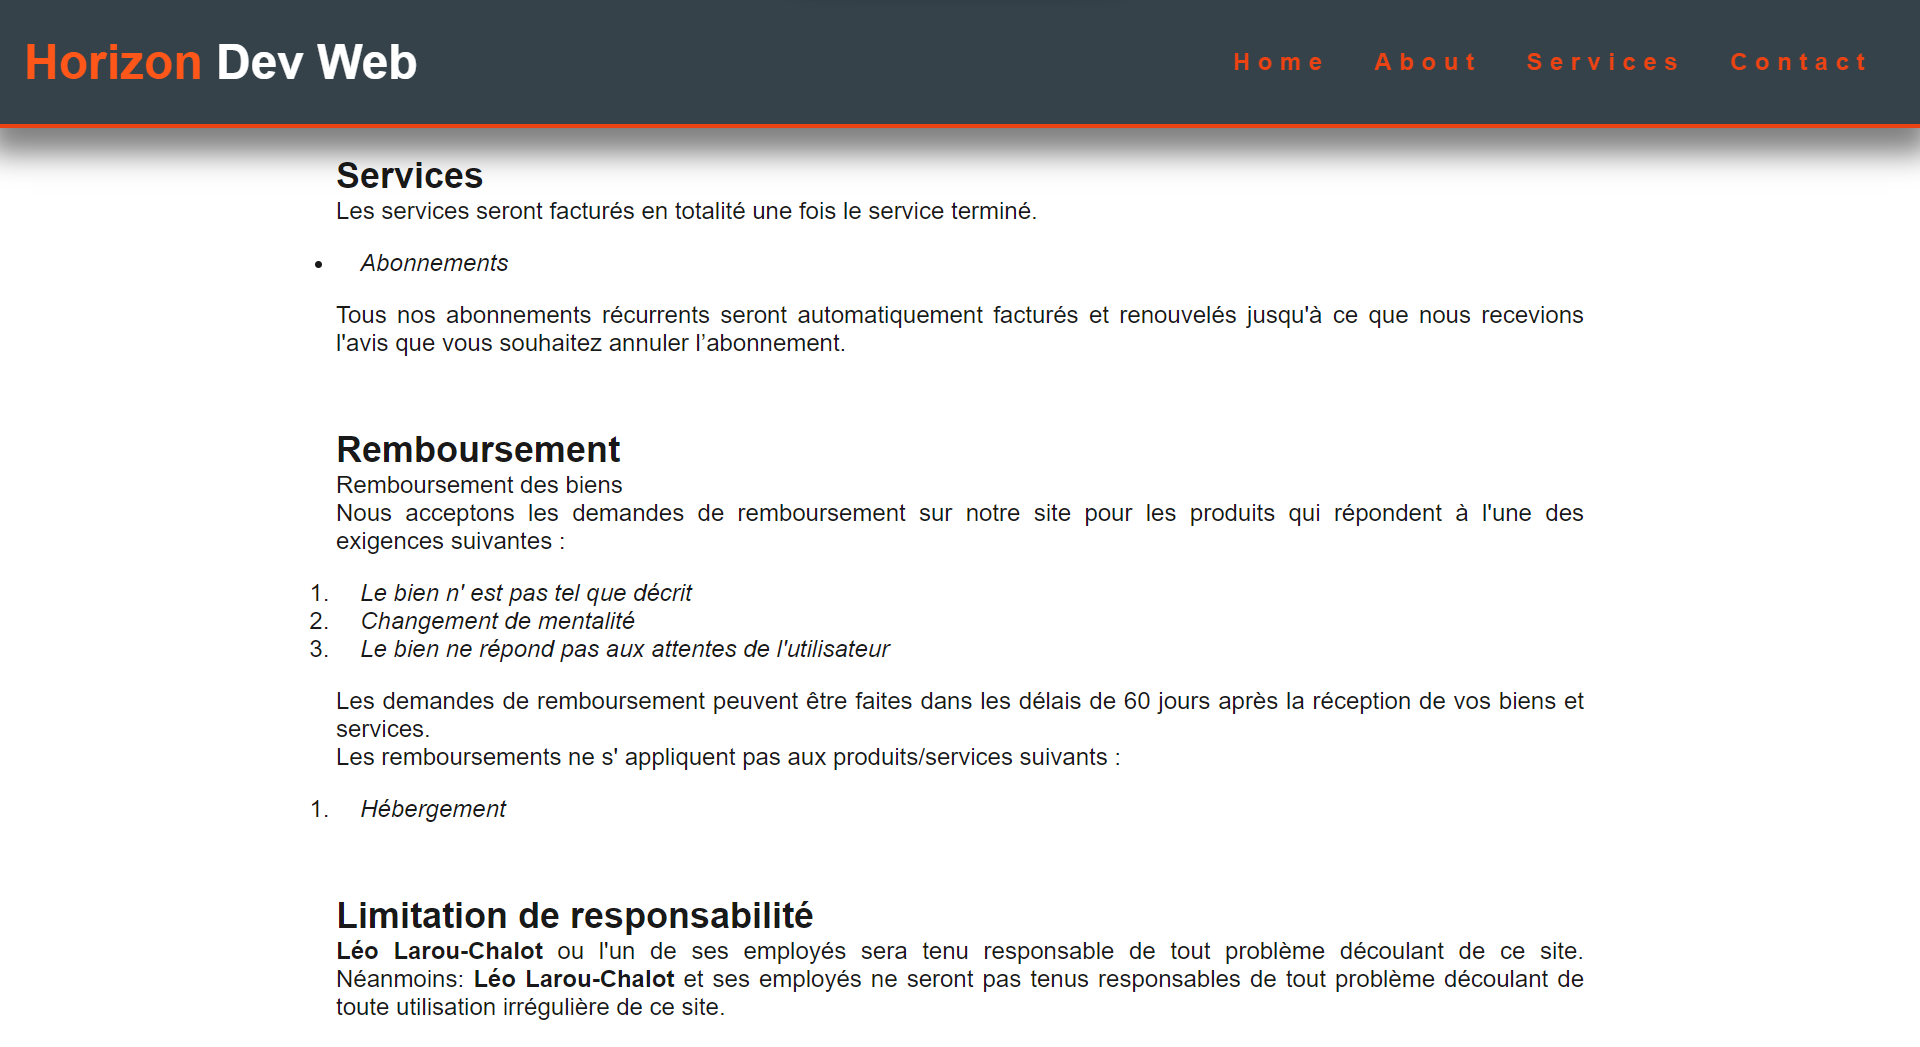 Horizon Dev Web
Home About Services Contact
Services
Les services seront facturés en totalité une fois le service terminé.
• Abonnements
Tous nos abonnements récurrents seront automatiquement facturés et renouvelés jusqu'à ce que nous recevions
l'avis que vous souhaitez annuler l’abonnement.
Remboursement
Remboursement des biens
Nous acceptons les demandes de remboursement sur notre site pour les produits qui répondent à l'une des
exigences suivantes :
1. Le bien n' est pas tel que décrit
2. Changement de mentalité
3. Le bien ne répond pas aux attentes de l'utilisateur
Les demandes de remboursement peuvent être faites dans les délais de 60 jours après la réception de vos biens et
services.
Les remboursements ne s' appliquent pas aux produits/services suivants :
1. Hébergement
Limitation de responsabilité
Léo Larou-Chalot ou l'un de ses employés sera tenu responsable de tout problème découlant de ce site.
Néanmoins: Léo Larou-Chalot et ses employés ne seront pas tenus responsables de tout problème découlant de
toute utilisation irrégulière de ce site.